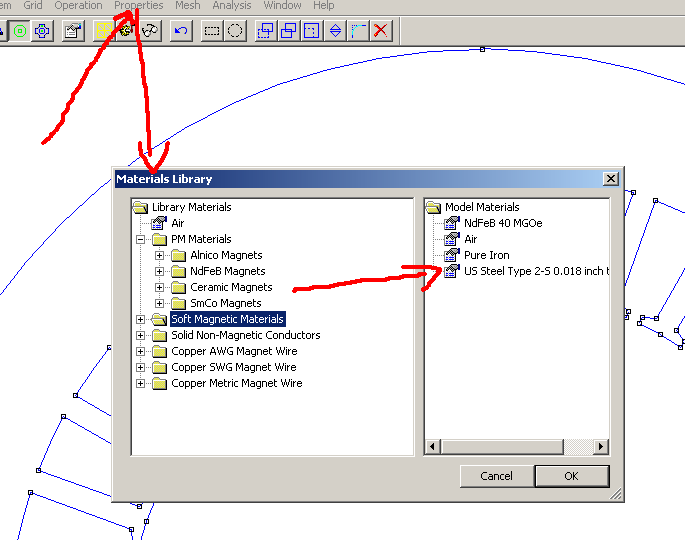 em Grid Operation Properties Mesh Analysis Window Help
Materials Library
Library Materials
Air
PM Materials
Alnico Magnets
NdFeB Magnets
Ceramic Magnets
SmCo Magnets
Soft Magnetic Materials
Solid Non-Magnetic Conductors
Copper AWG Magnet Wire
Copper SWG Magnet Wire
Copper Metric Magnet Wire
Model Materials
NdFeB 40 MGOe
Air
Pure Iron
US Steel Type 2-S 0.018 inch t
Cancel OK